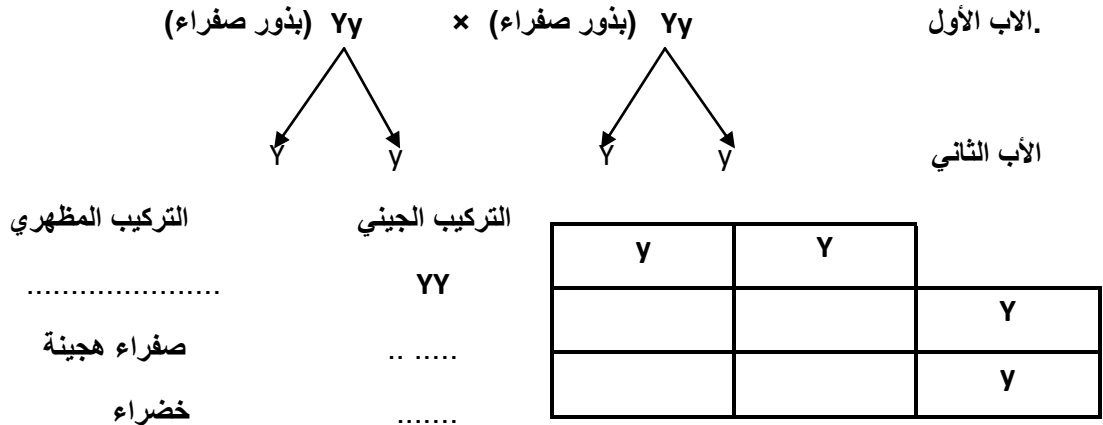 .الاب الأول Yy (بذور صفراء) × Yy (بذور صفراء)
الأب الثاني y Y y Y
التركيب الجيني التركيب المظهري
Y y
YY ......................
Y
..... .. صفراء هجينة
y
....... خضراء